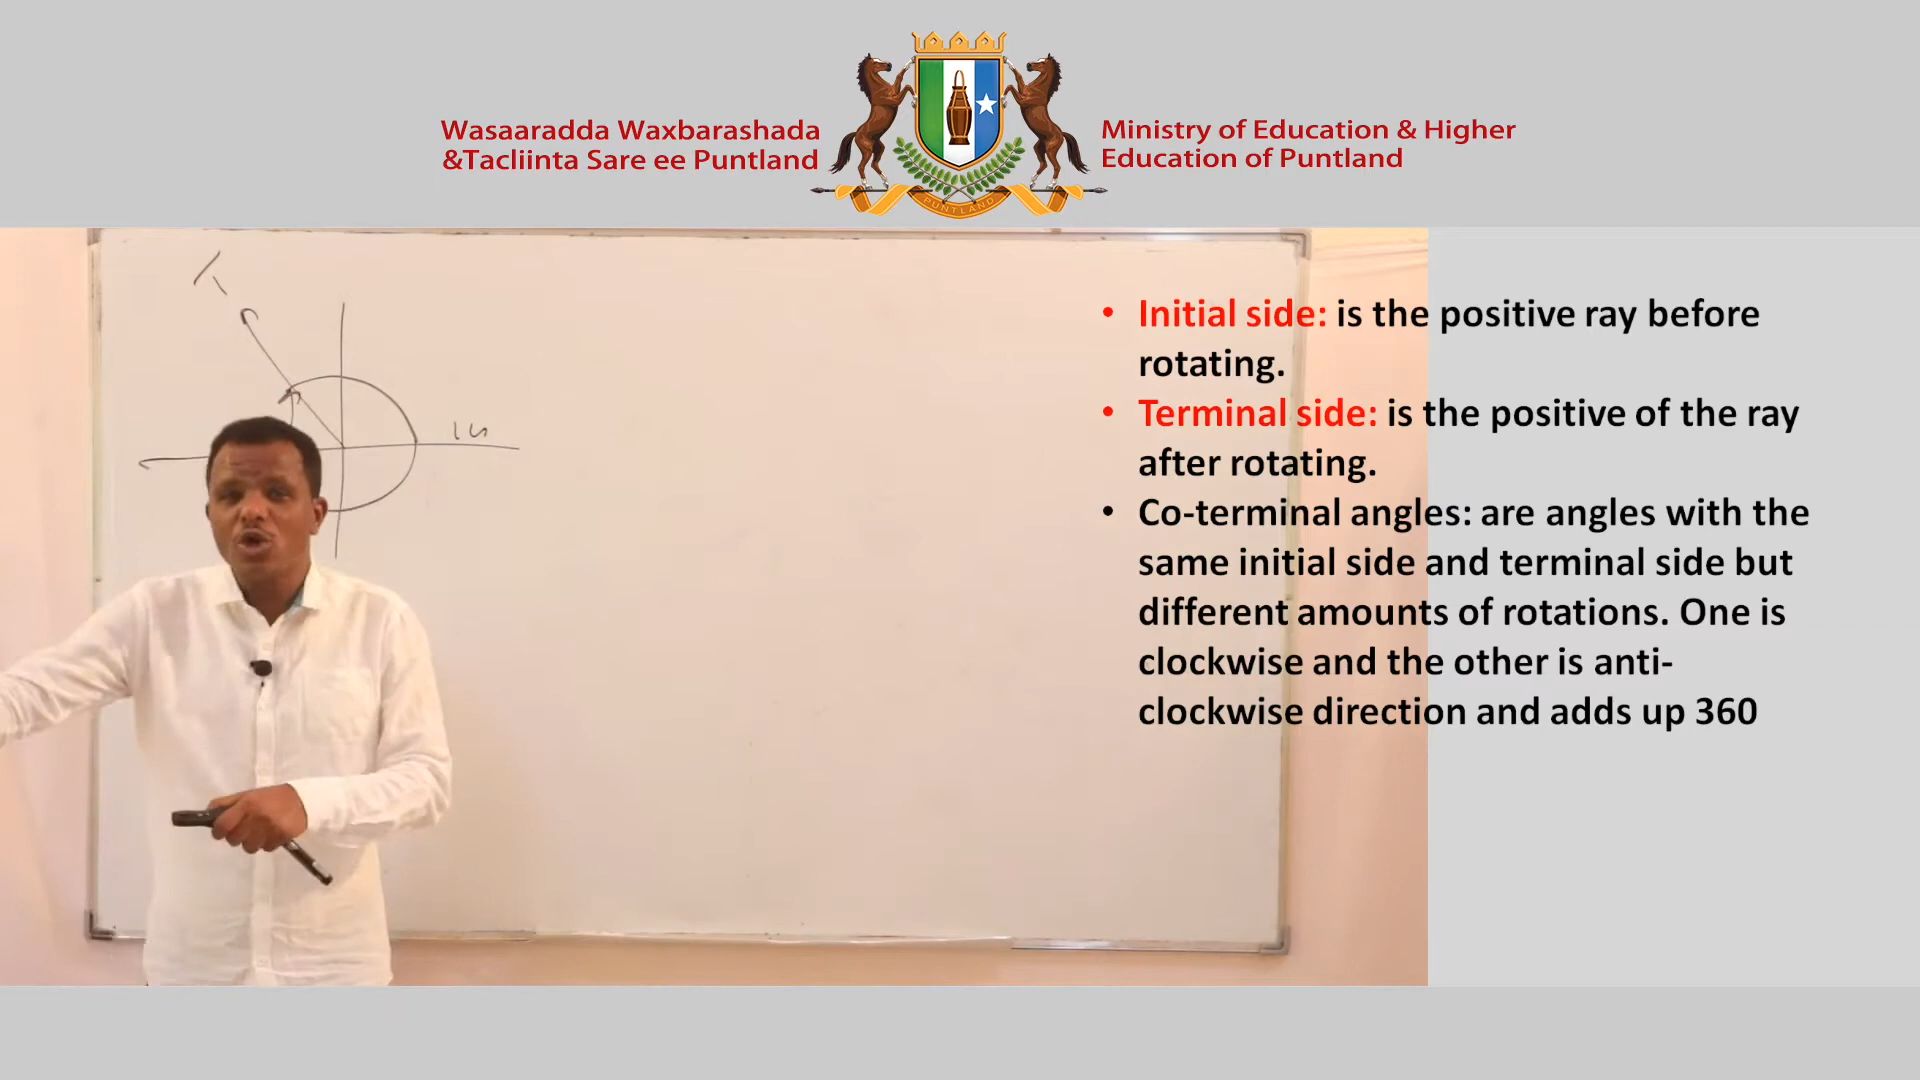 Wasaaradda Waxbarashada
&Tacliinta Sare ee Puntland
PUNTLAND
Ministry of Education & Higher
Education of Puntland
• Initial side: is the positive ray before
rotating.
• Terminal side: is the positive of the ray
after rotating.
• Co-terminal angles: are angles with the
same initial side and terminal side but
different amounts of rotations. One is
clockwise and the other is anti-
clockwise direction and adds up 360